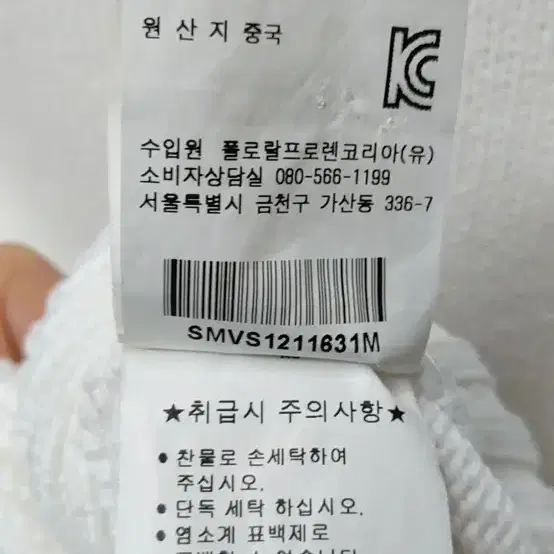 원 산 지 중국
KC
수입원 폴로랄프로렌코리아(유)
소비자상담실 080-566-1199
서울특별시 금천구 가산동 336-7
SMVS1211631M
★취급시 주의사항★
• 찬물로 손세탁하여
주십시오.
• 단독 세탁 하십시오.
• 염소계 표백제로